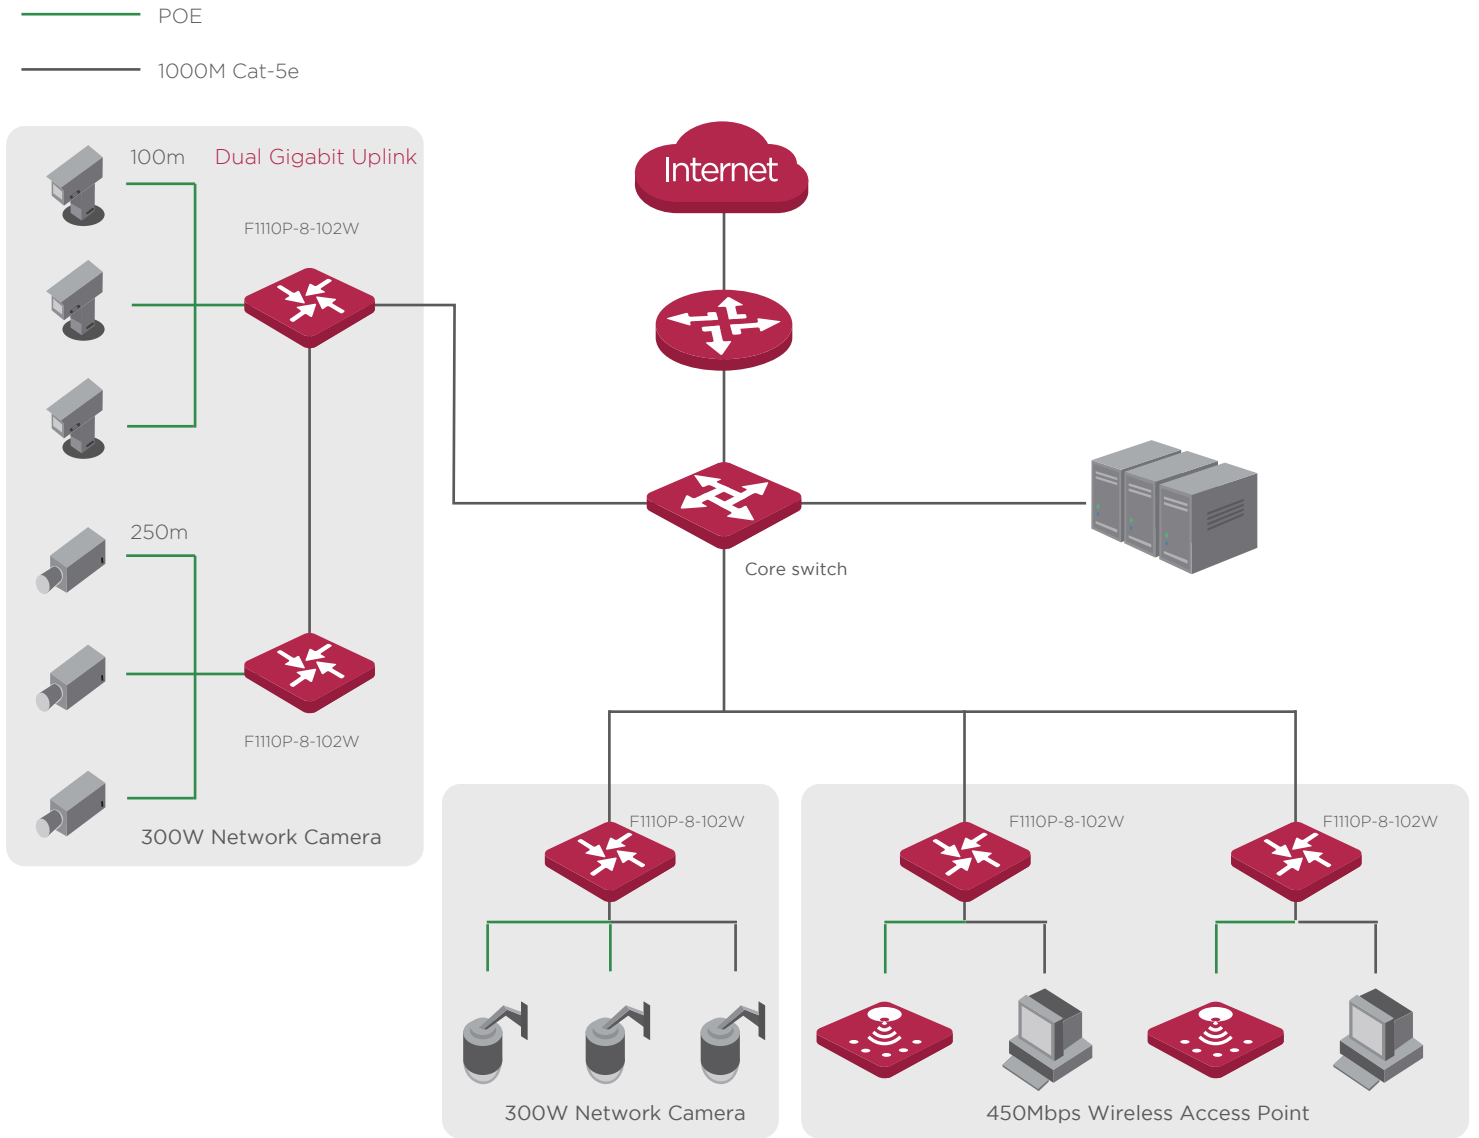 POE
1000M Cat-5e
100m
Dual Gigabit Uplink
Internet
F1110P-8-102W
250m
Core switch
F1110P-8-102W
300W Network Camera
F1110P-8-102W
F1110P-8-102W
F1110P-8-102W
300W Network Camera
450Mbps Wireless Access Point